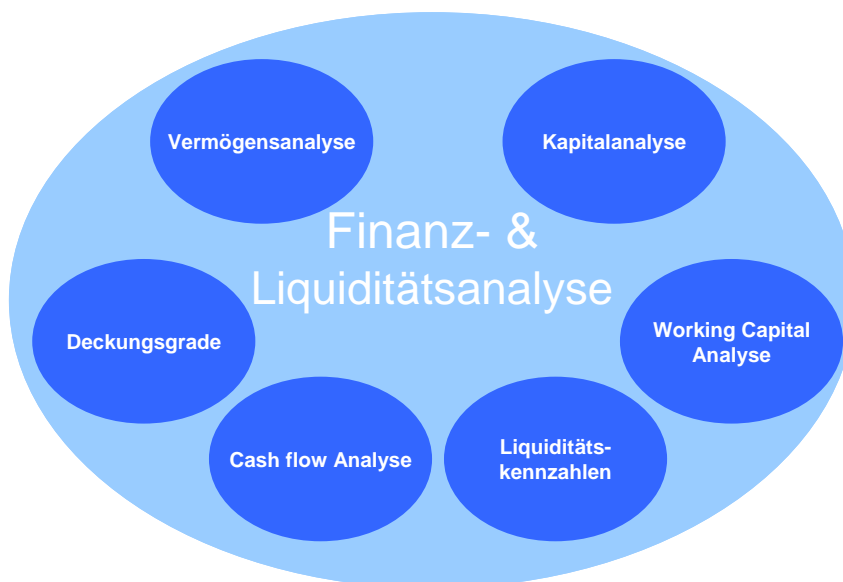 Vermögensanalyse
Kapitalanalyse
Finanz- &
Liquiditätsanalyse
Deckungsgrade
Working Capital
Analyse
Cash flow Analyse
Liquiditäts-
kennzahlen